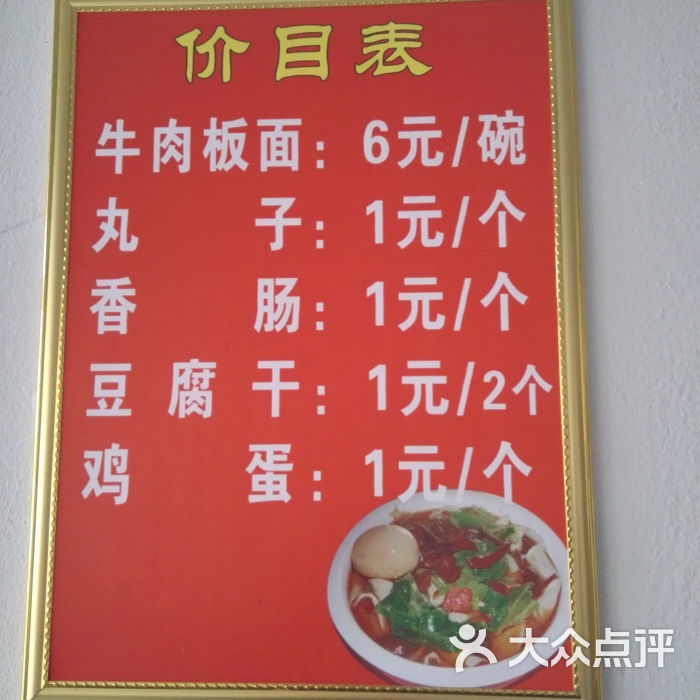 价目表
牛肉板面：6元/碗
丸子：1元/个
香肠：1元/个
豆腐干：1元/2个
鸡蛋：1元/个
大众点评